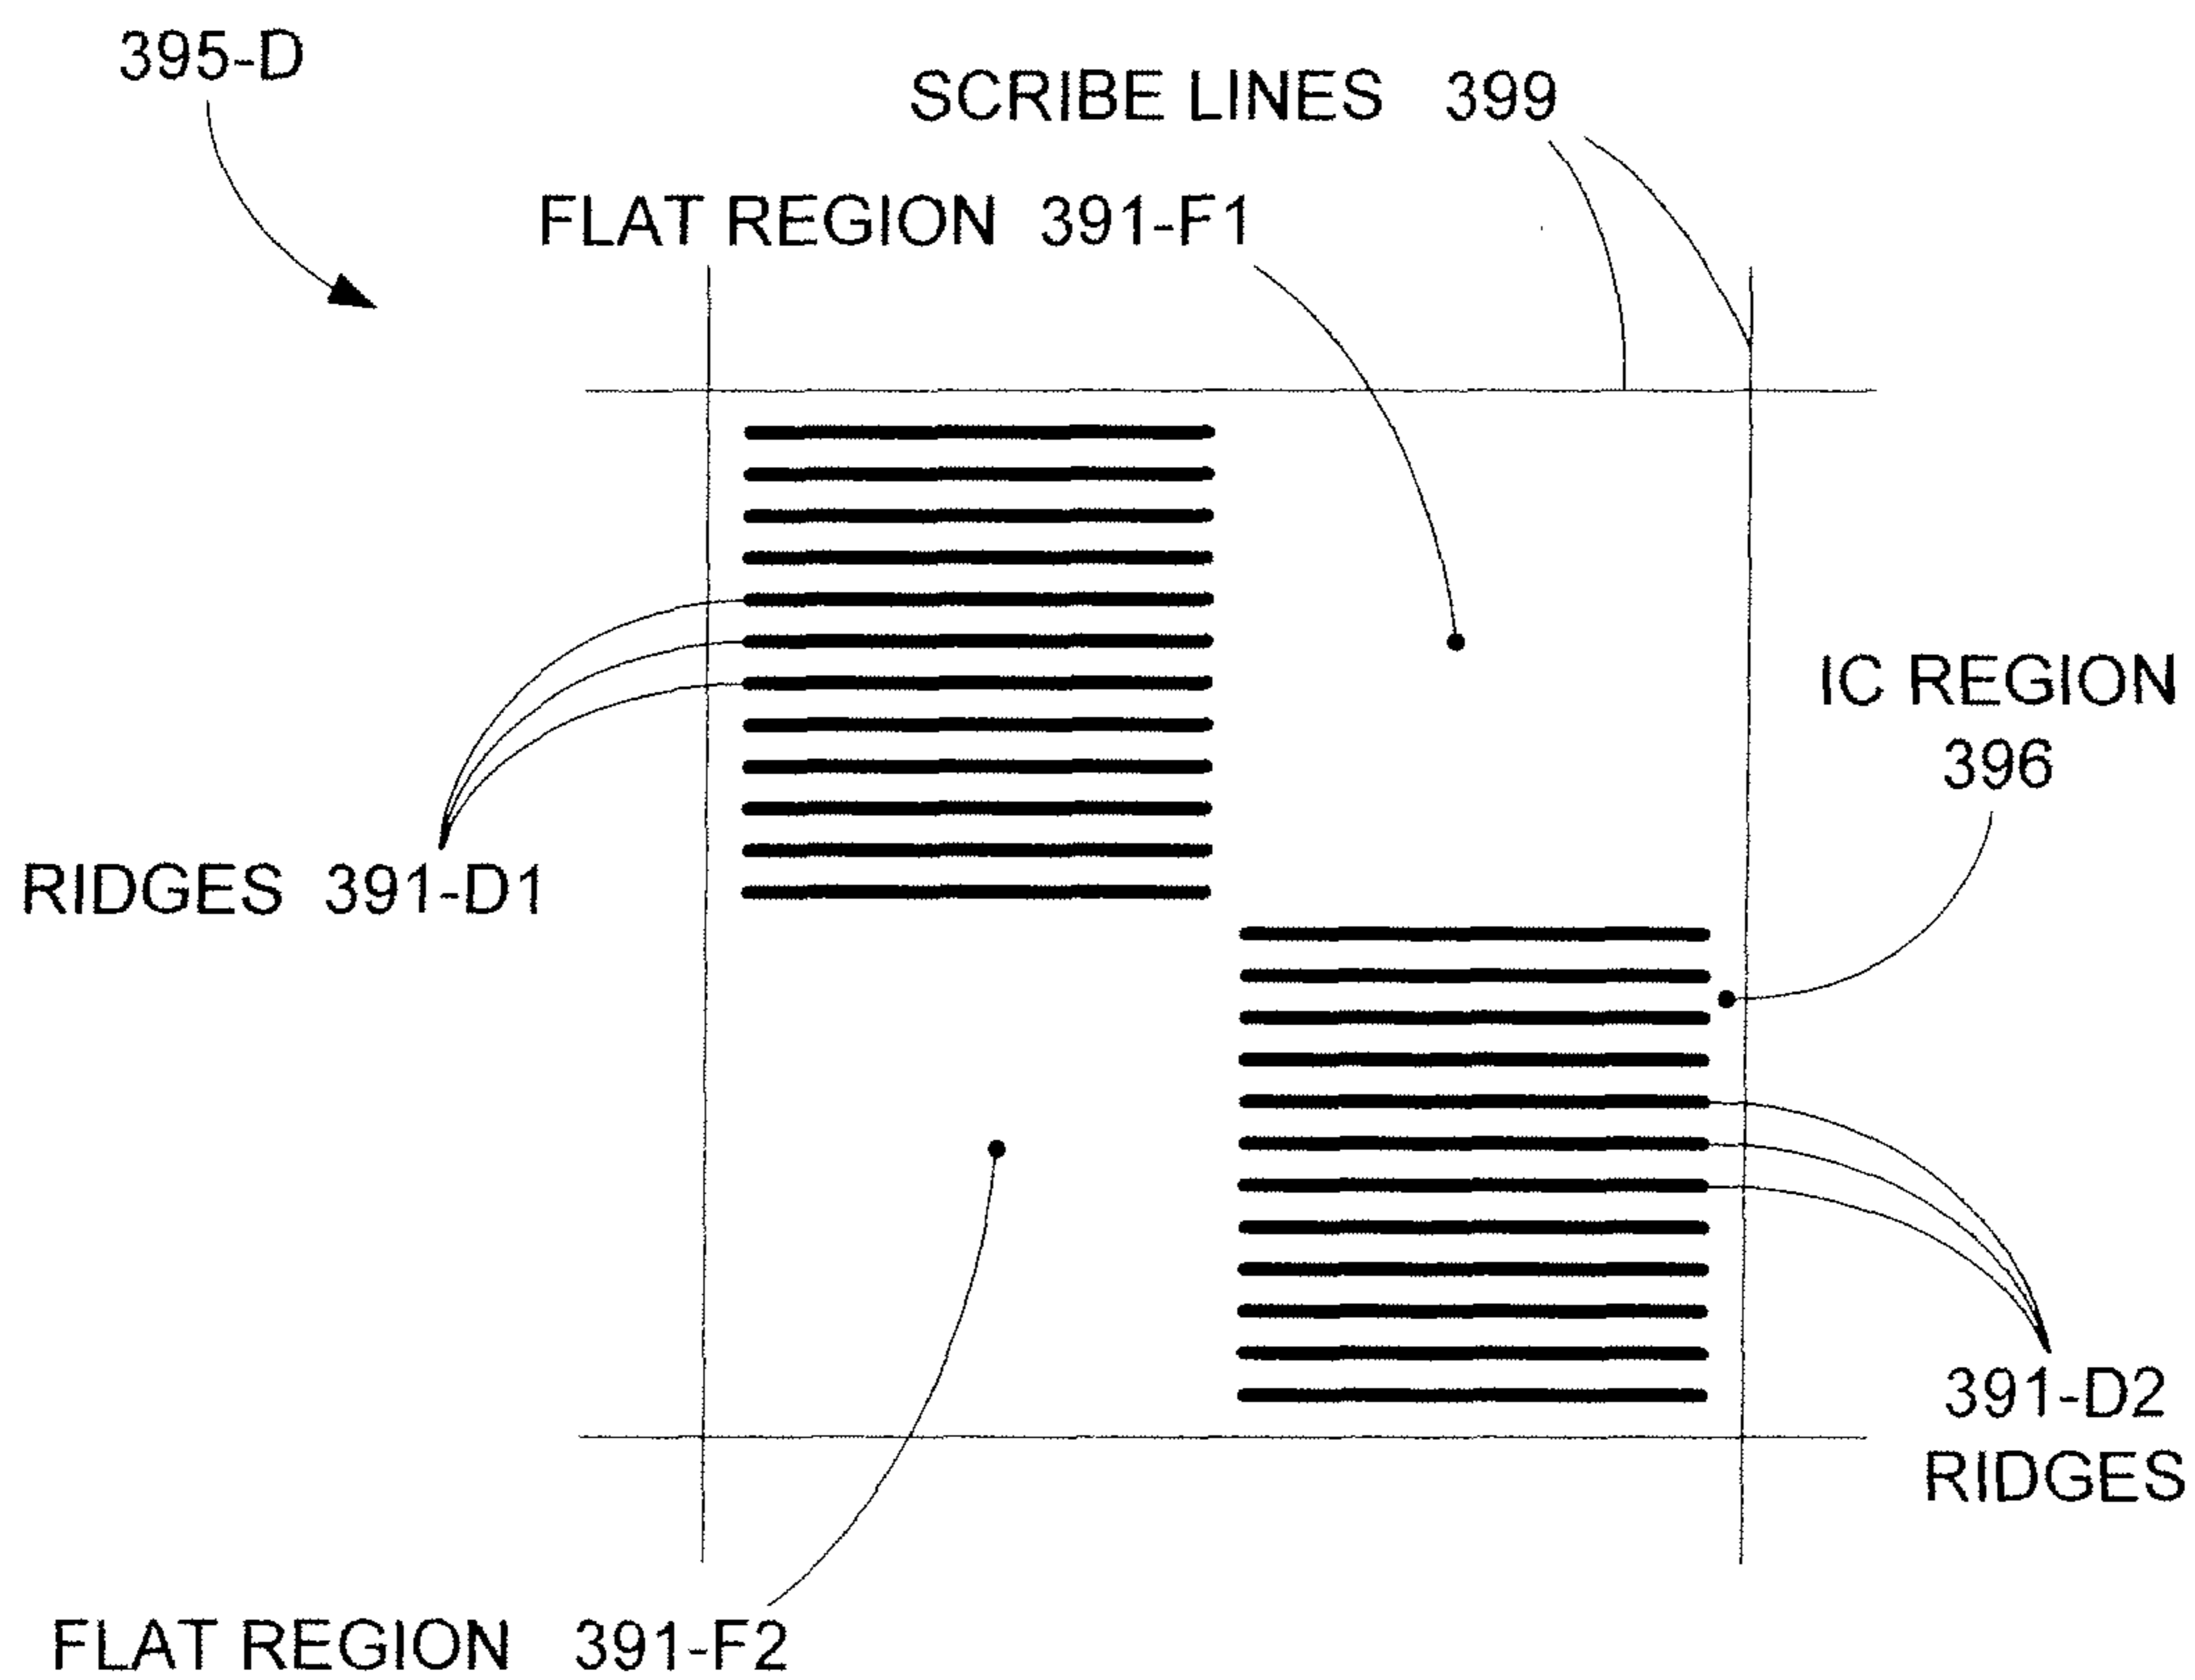 395-D
SCRIBE LINES 399
FLAT REGION 391-F1
IC REGION
396
RIDGES 391-D1
391-D2
RIDGES
FLAT REGION 391-F2